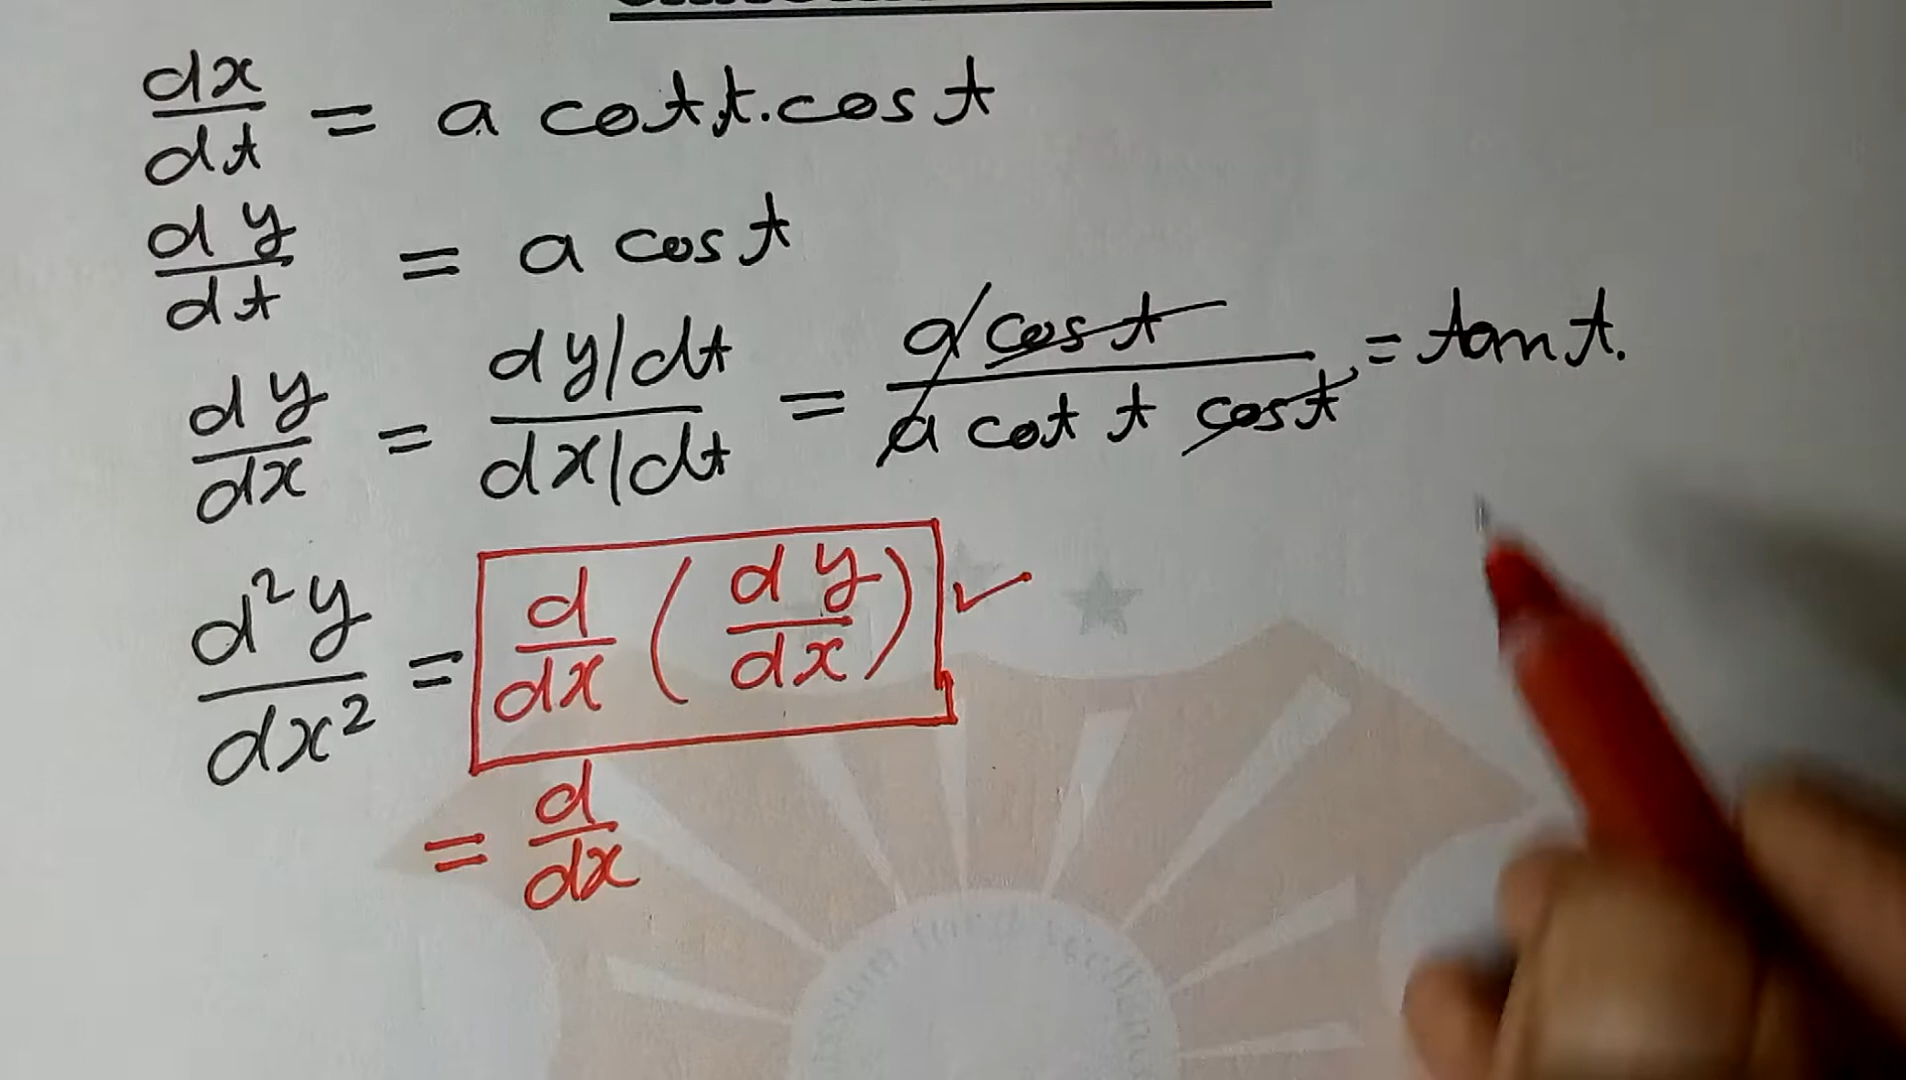 dx/dt = a cot t.cos t
dy/dt = a cos t
dy/dx = (dy/dt)/(dx/dt) = (a cos t)/(a cot t cos t) = tan t.
d²y/dx² = d/dx (dy/dx) ✓
= d/dx